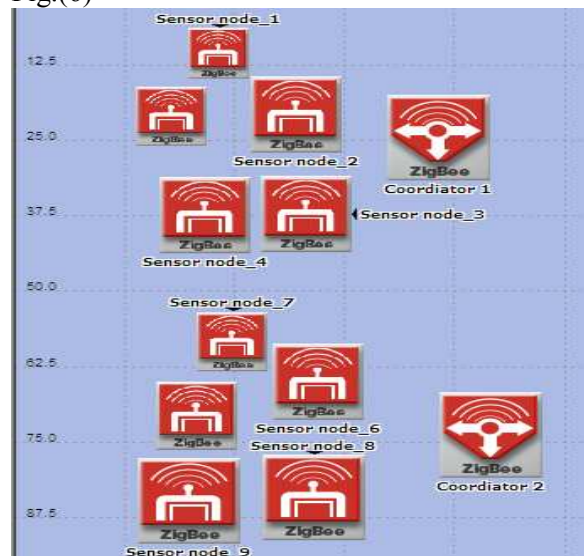 Fig.(6)
Sensor node_1
12.5
ZigBee
ZigBee
25.0
ZigBee
Sensor node_2
ZigBee
Coordiator 1
37.5
Sensor node_3
ZigBee
ZigBee
Sensor node_4
50.0
Sensor node_7
62.5
ZigBee
Sensor node_6
75.0
ZigBee
Sensor node_8
ZigBee
Coordiator 2
87.5
ZigBee
ZigBee
Sensor node_9